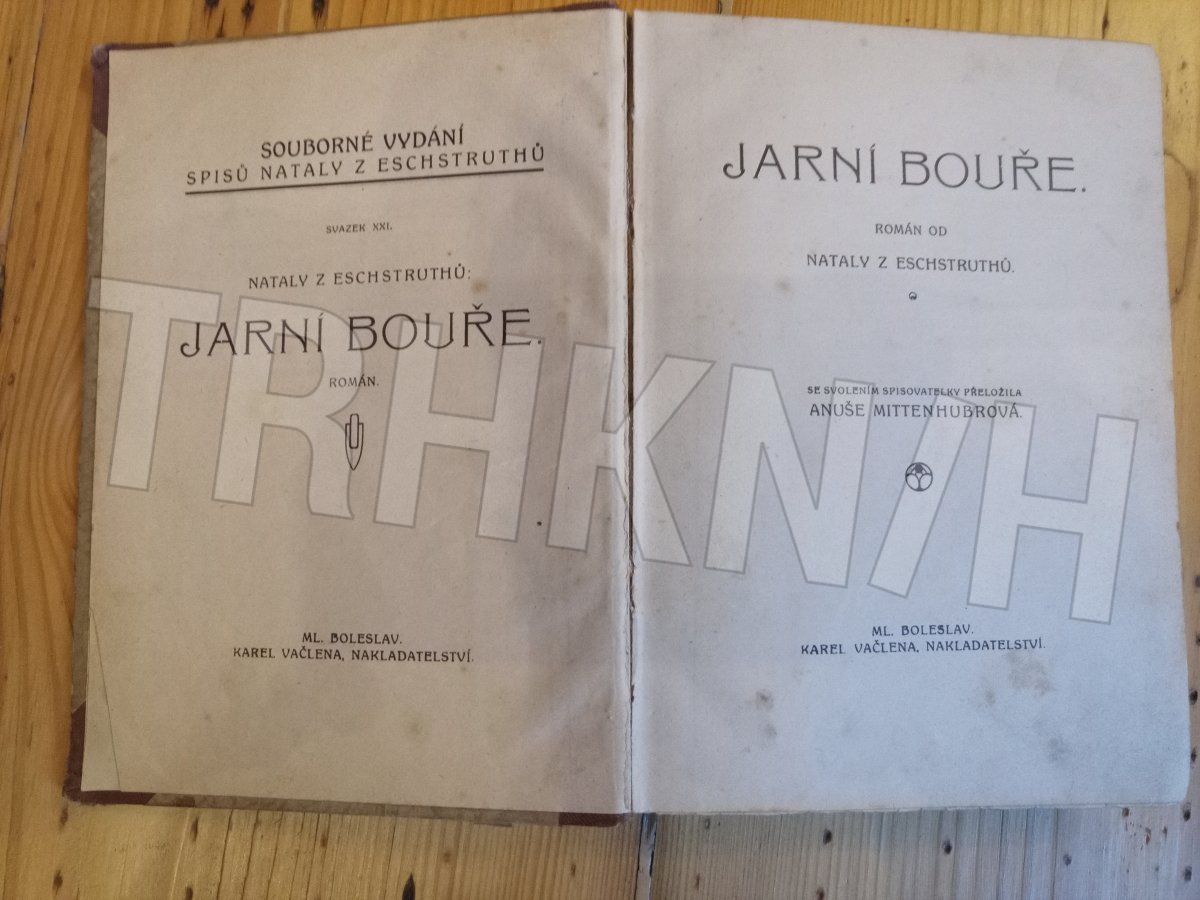 SOUBORNÉ VYDÁNÍ
SPISŮ NATALY Z ESCHSTRUTHŮ
SVAZEK XXI.
NATALY Z ESCHSTRUTHŮ:
JARNÍ BOUŘE.
ROMÁN.
ML. BOLESLAV.
KAREL VAČLENA, NAKLADATELSTVÍ.
JARNÍ BOUŘE.
ROMÁN OD
NATALY Z ESCHSTRUTHŮ.
SE SVOLENÍM SPISOVATELKY PŘELOŽILA
ANUŠE MITTENHUBROVÁ.
ML. BOLESLAV.
KAREL VAČLENA, NAKLADATELSTVÍ.
TRHKNIH